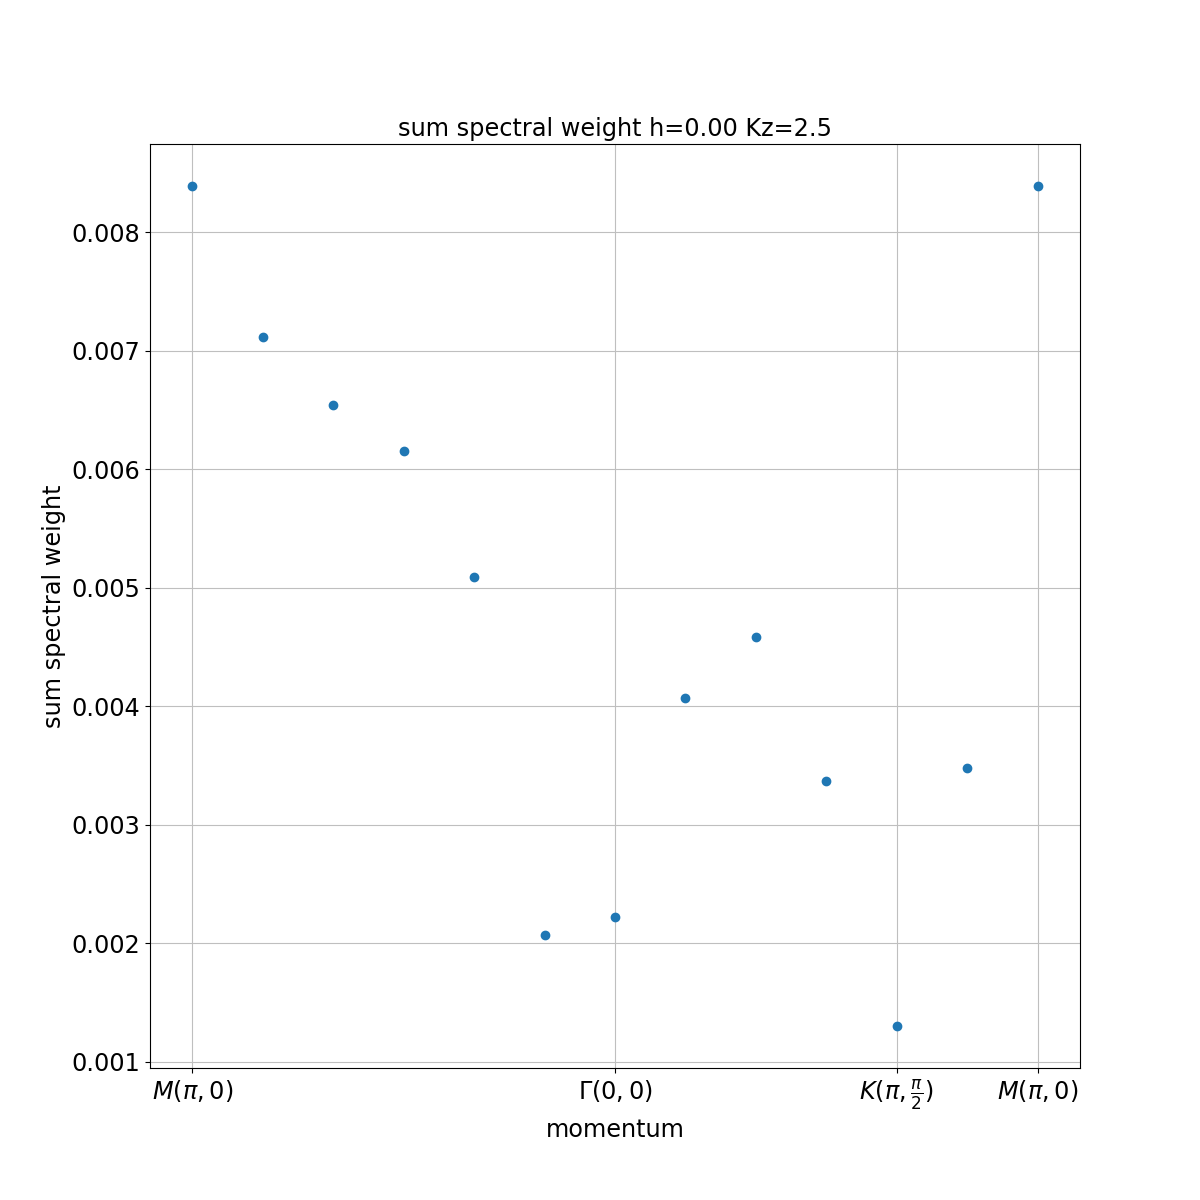 sum spectral weight h=0.00 Kz=2.5
0.008
0.007
0.006
0.005
0.004
0.003
0.002
0.001
sum spectral weight
M(π, 0) Γ(0, 0) K(π, π/2) M(π, 0)
momentum